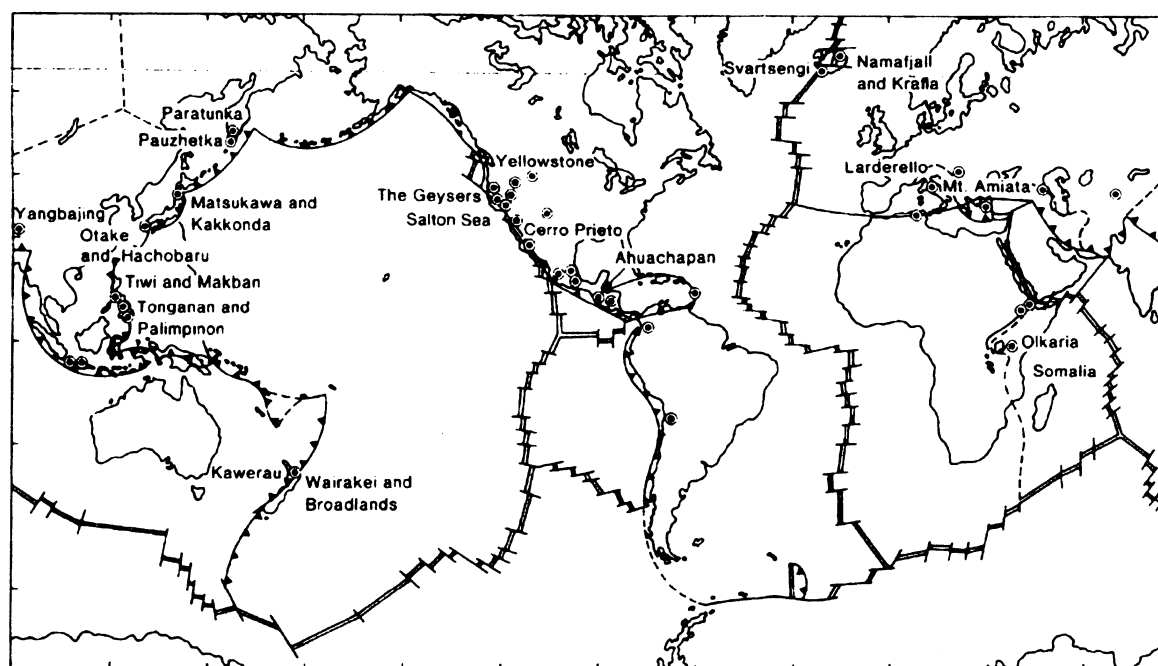 Svartsengi
Namafjall
and Krafla
Paratunka
Pauzhetka
Yellowstone
Larderello
Mt. Amiata
The Geysers
Matsukawa and
Kakkonda
Salton Sea
Yangbajing
Otake
and Hachobaru
Cerro Prieto
Ahuachapan
Tiwi and Makban
Tonganan and
Palimpinon
Olkaria
Somalia
Kawerau
Wairakei and
Broadlands